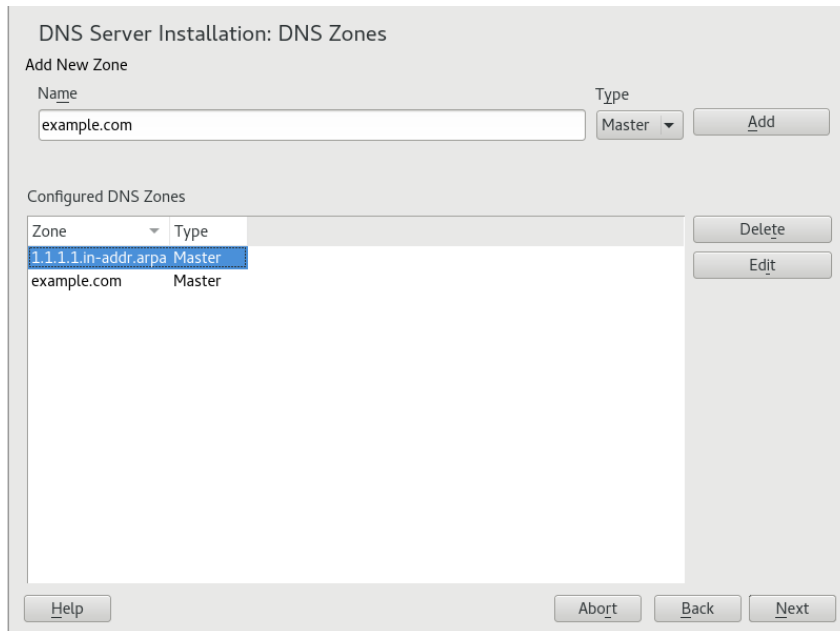 DNS Server Installation: DNS Zones
Add New Zone
Name Type
example.com Master Add
Configured DNS Zones
Zone Type Delete
1.1.1.1.in-addr.arpa Master Edit
example.com Master
Help Abort Back Next